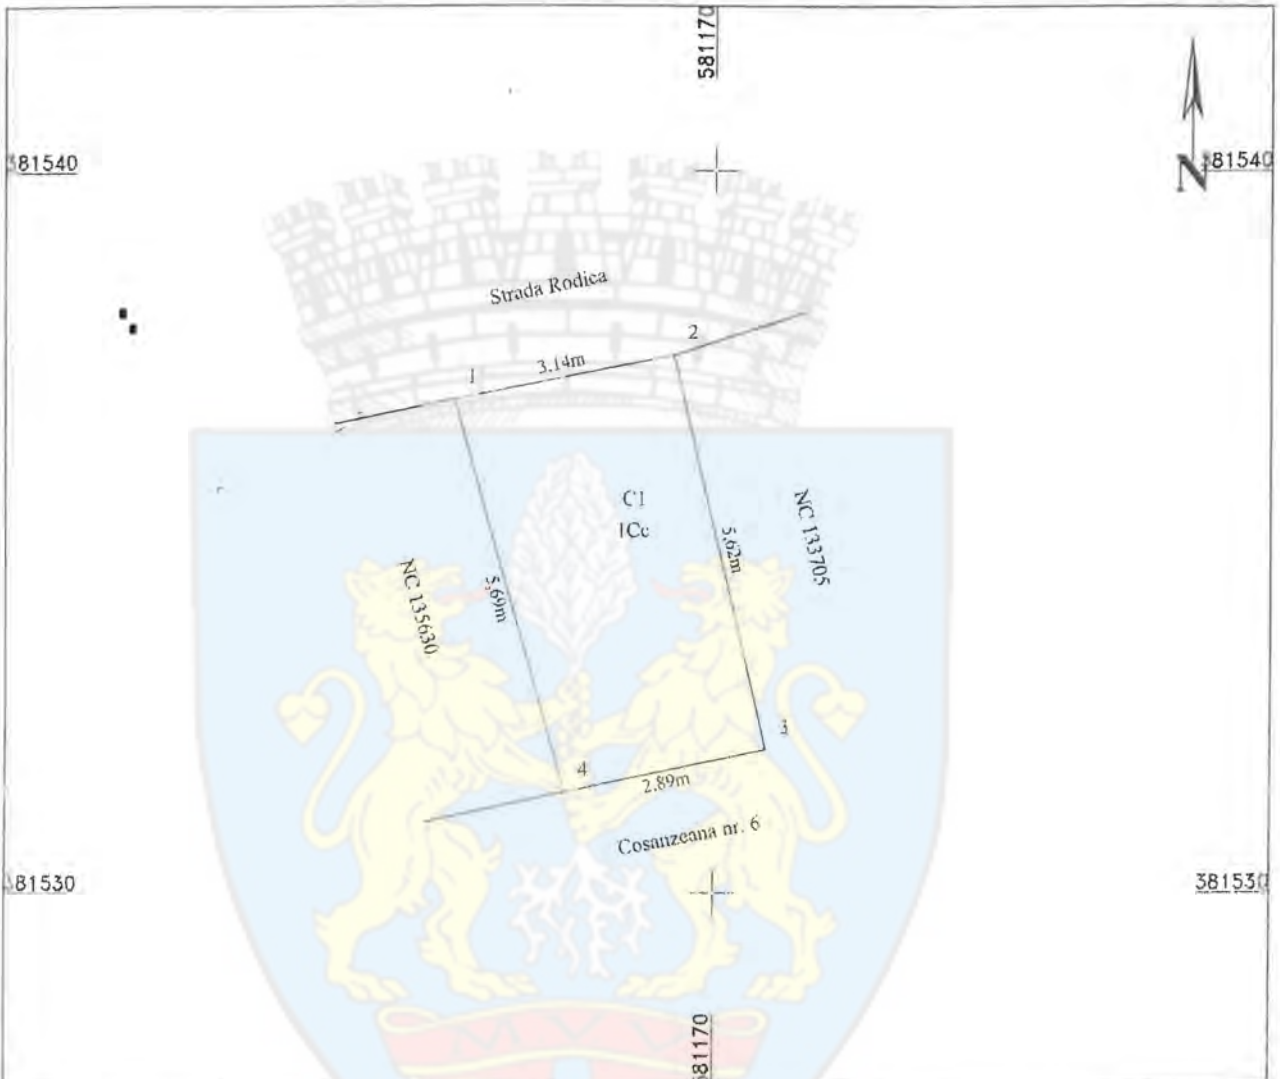 581170
381540
N
381540
Strada Rodica
2
3.14m
1
C1
1Cc
NC 133705
5.62m
NC 135630
5,69m
3
4
2.89m
Cosanzeana nr. 6
381530
381530
581170